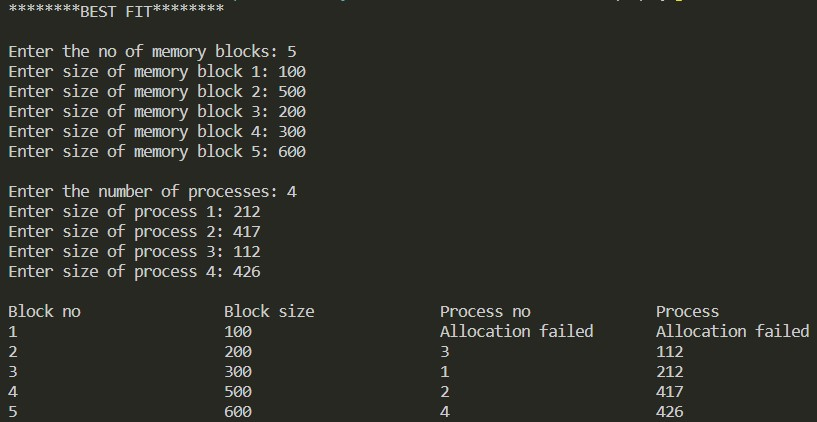 ********BEST FIT********
Enter the no of memory blocks: 5
Enter size of memory block 1: 100
Enter size of memory block 2: 500
Enter size of memory block 3: 200
Enter size of memory block 4: 300
Enter size of memory block 5: 600
Enter the number of processes: 4
Enter size of process 1: 212
Enter size of process 2: 417
Enter size of process 3: 112
Enter size of process 4: 426
Block no Block size Process no Process
1 100 Allocation failed Allocation failed
2 200 3 112
3 300 1 212
4 500 2 417
5 600 4 426